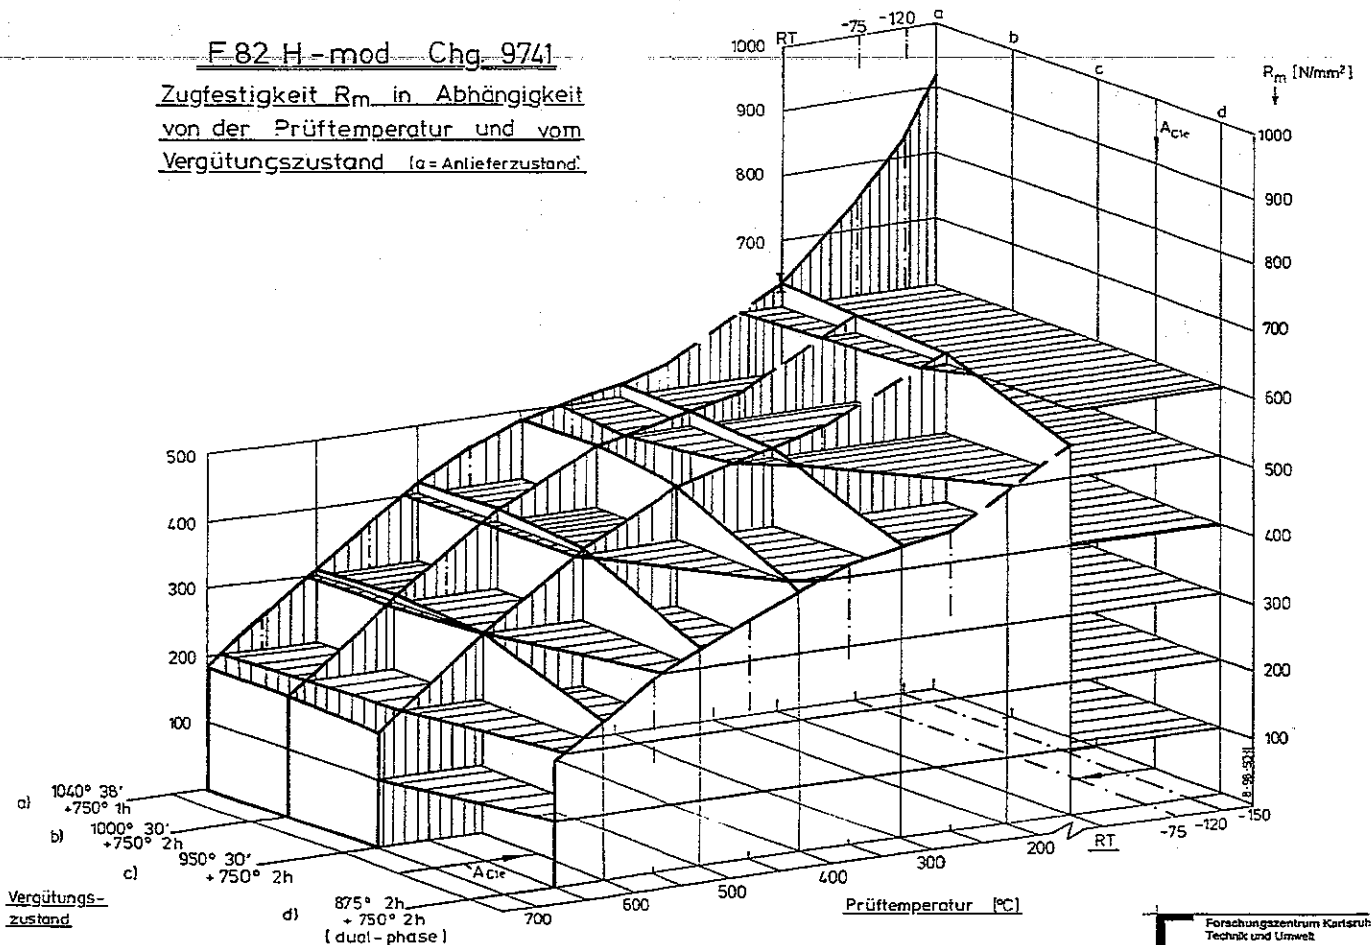 F 82 H - mod Chg. 9741
Zugfestigkeit Rm in Abhängigkeit
von der Prüftemperatur und vom
Vergütungszustand (a = Anlieferzustand)
1000 RT -75 -120 a
b
c
d
900
800
700
Rm [N/mm²]
AC1e
1000
900
800
700
600
500
400
300
200
100
500
400
300
200
100
a) 1040° 38'
+750° 1h
b) 1000° 30'
+750° 2h
c) 950° 30'
+ 750° 2h
d) 875° 2h
+ 750° 2h
( dual - phase )
AC1e
Vergütungs-
zustand
700 600 500 400 300 200 RT -75 -120 -150
Prüftemperatur [°C]
Forschungszentrum Karlsruh
Technik und Umwelt